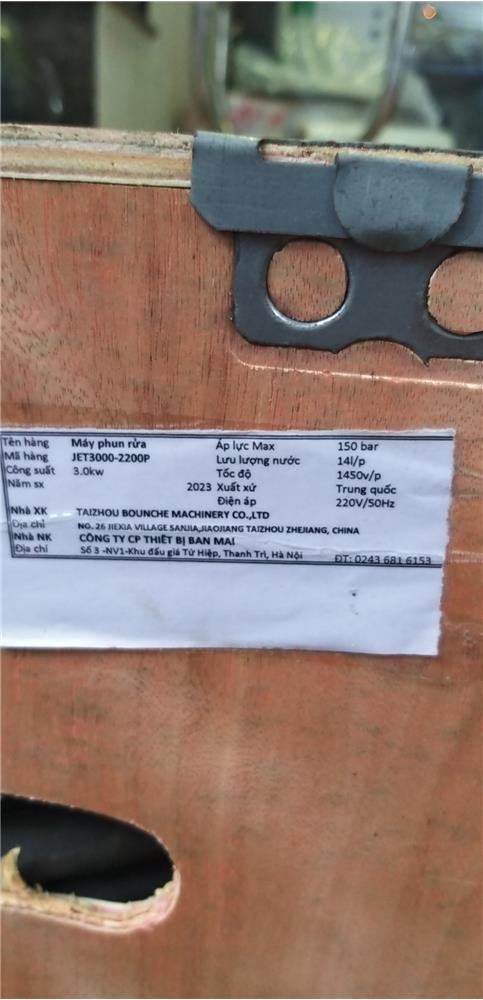 Tên hàng Máy phun rửa Áp lực Max 150 bar
Mã hàng JET3000-2200P Lưu lượng nước 14l/p
Công suất 3.0kw Tốc độ 1450v/p
Năm sx 2023 Xuất xứ Trung quốc
Điện áp 220V/50Hz
Nhà XK TAIZHOU BOUNCHE MACHINERY CO.,LTD
Địa chỉ NO. 26 JIEXIA VILLAGE SANJIA,JIAOJIANG TAIZHOU ZHEJIANG, CHINA
Nhà NK CÔNG TY CP THIẾT BỊ BAN MAI
Địa chỉ Số 3 -NV1-Khu đấu giá Tứ Hiệp, Thanh Trì, Hà Nội ĐT: 0243 681 6153